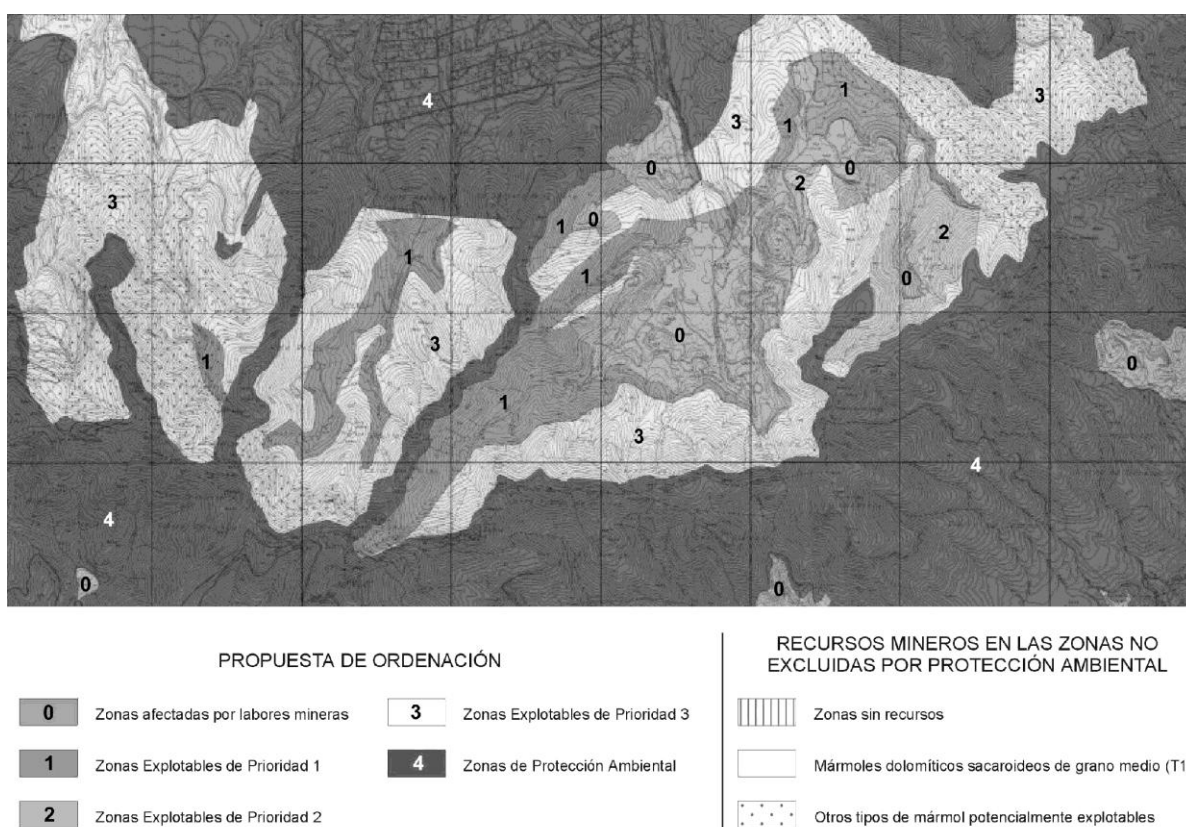 4
3
1
1
3
0
0
3
2
1
0
2
1
1
0
3
0
1
0
1
3
4
4
0
0
PROPUESTA DE ORDENACIÓN
0 Zonas afectadas por labores mineras
3 Zonas Explotables de Prioridad 3
1 Zonas Explotables de Prioridad 1
4 Zonas de Protección Ambiental
2 Zonas Explotables de Prioridad 2
RECURSOS MINEROS EN LAS ZONAS NO
EXCLUIDAS POR PROTECCIÓN AMBIENTAL
Zonas sin recursos
Mármoles dolomíticos sacaroideos de grano medio (T1
Otros tipos de mármol potencialmente explotables